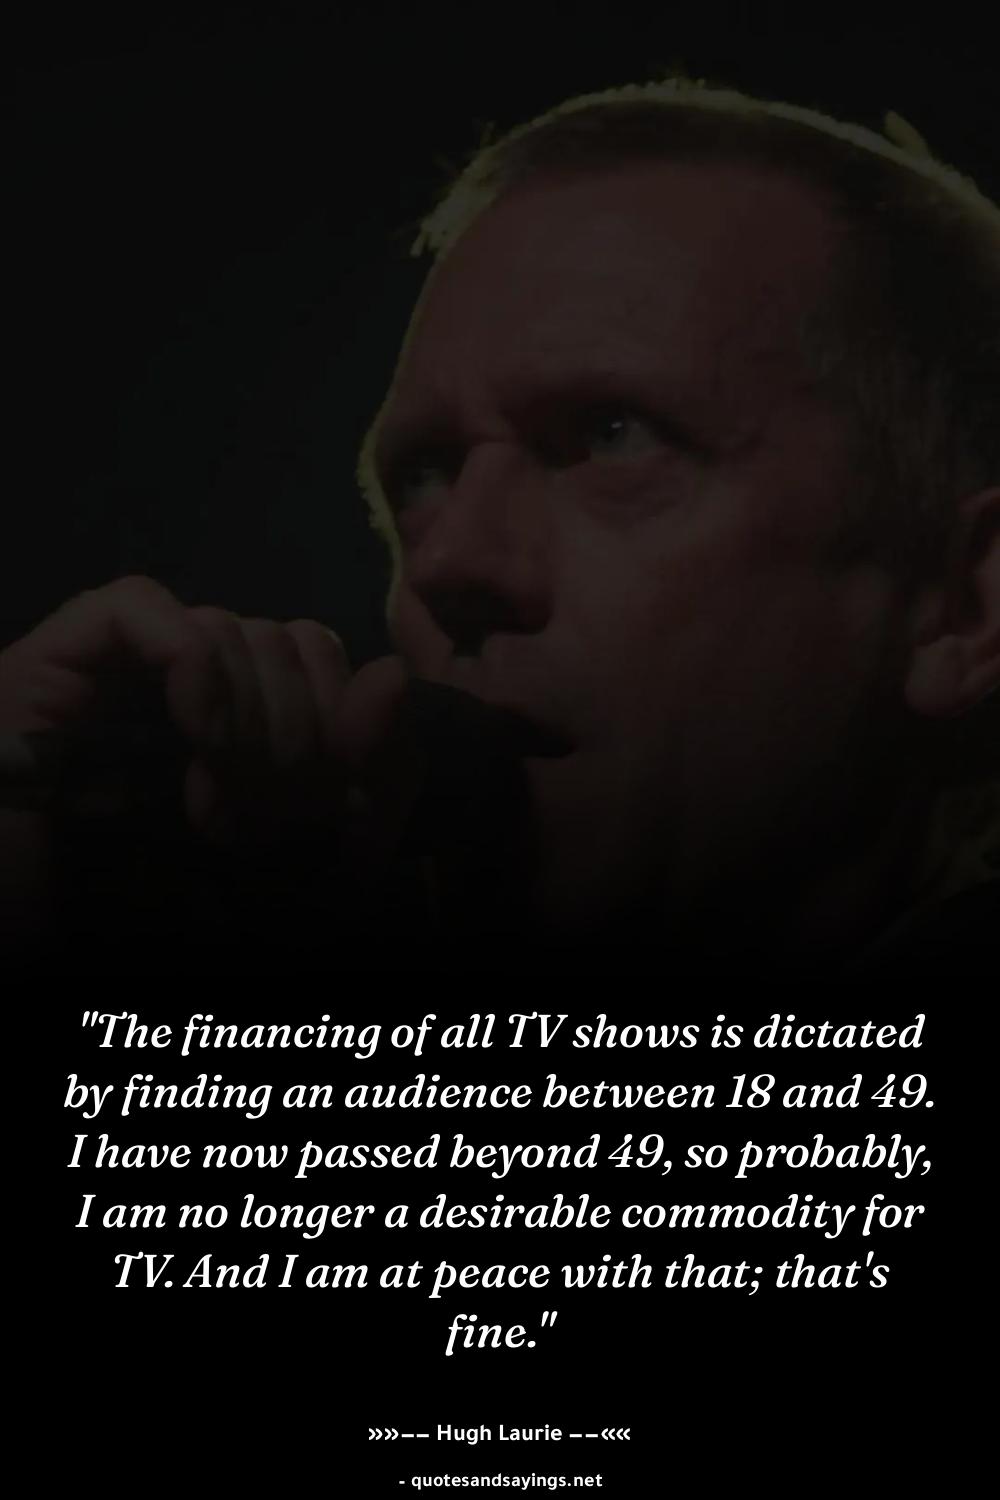 "The financing of all TV shows is dictated
by finding an audience between 18 and 49.
I have now passed beyond 49, so probably,
I am no longer a desirable commodity for
TV. And I am at peace with that; that's
fine."
»»−− Hugh Laurie −−««
- quotesandsayings.net